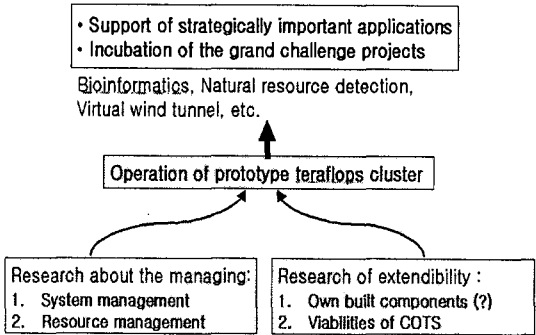 • Support of strategically important applications
• Incubation of the grand challenge projects
Bioinformatics, Natural resource detection,
Virtual wind tunnel, etc.
Operation of prototype teraflops cluster
Research about the managing:
1. System management
2. Resource management
Research of extendibility :
1. Own built components (?)
2. Viabilities of COTS